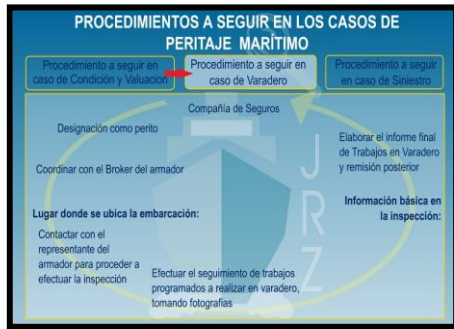 PROCEDIMIENTOS A SEGUIR EN LOS CASOS DE
PERITAJE MARÍTIMO
Procedimiento a seguir en
caso de Condición y Valuacion
Procedimiento a seguir en
caso de Varadero
Procedimiento a seguir
en caso de Siniestro
Compañía de Seguros
Designación como perito
Elaborar el informe final
de Trabajos en Varadero
y remisión posterior
Coordinar con el Broker del armador
Información básica en
la inspección:
Lugar donde se ubica la embarcación:
Contactar con el
representante del
armador para proceder a
efectuar la inspección
Efectuar el seguimiento de trabajos
programados a realizar en varadero,
tomando fotografias
J
R
Z